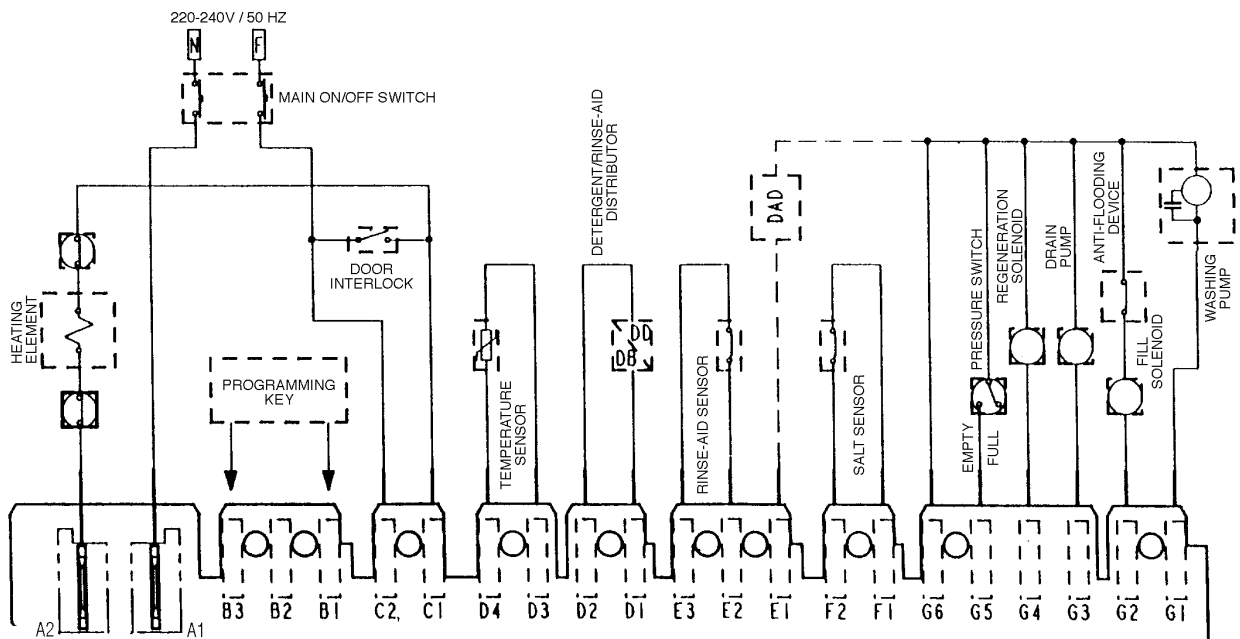 220-240V / 50 HZ
N
F
MAIN ON/OFF SWITCH
DETERGENT/RINSE-AID
DISTRIBUTOR
DAD
DOOR
INTERLOCK
HEATING
ELEMENT
PROGRAMMING
KEY
TEMPERATURE
SENSOR
DD
DB
RINSE-AID SENSOR
SALT SENSOR
EMPTY
FULL
PRESSURE SWITCH
REGENERATION
SOLENOID
DRAIN
PUMP
ANTI-FLOODING
DEVICE
FILL
SOLENOID
WASHING
PUMP
A2
A1
B3
B2
B1
C2,
C1
D4
D3
D2
D1
E3
E2
E1
F2
F1
G6
G5
G4
G3
G2
G1